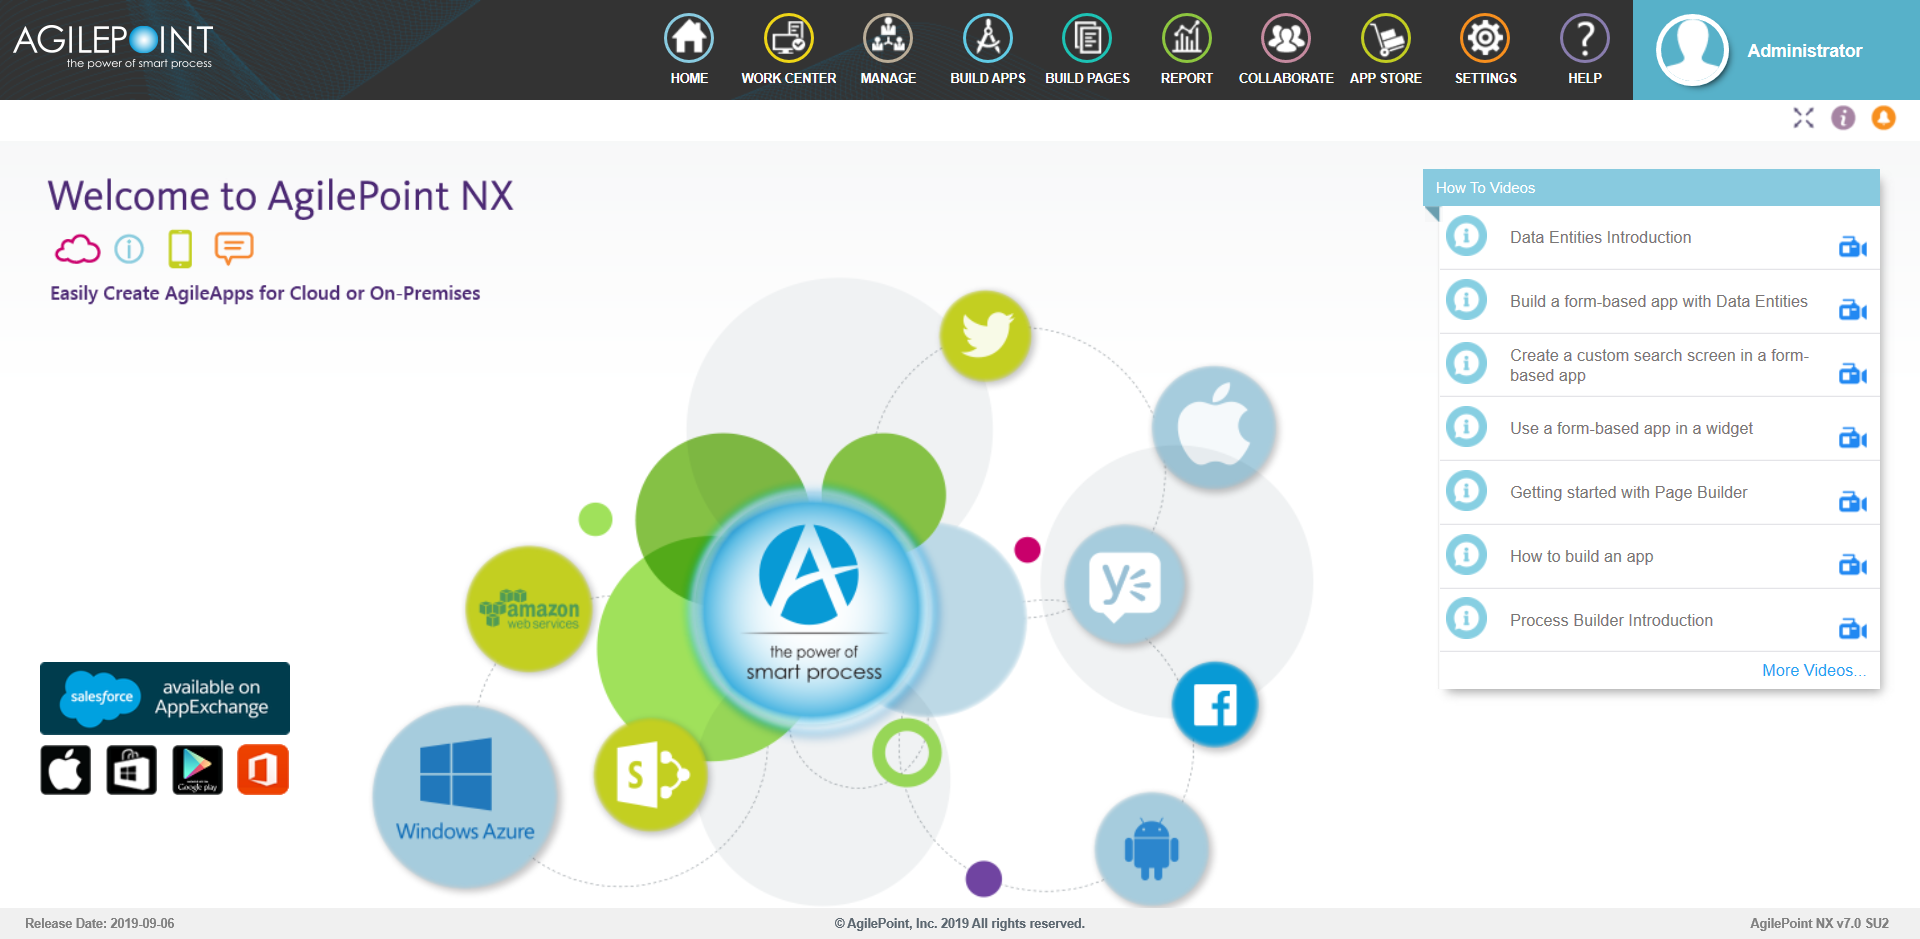 AGILEPOINT
the power of smart process
HOME
WORK CENTER
MANAGE
BUILD APPS
BUILD PAGES
REPORT
COLLABORATE
APP STORE
SETTINGS
HELP
Administrator
Welcome to AgilePoint NX
Easily Create AgileApps for Cloud or On-Premises
How To Videos
Data Entities Introduction
Build a form-based app with Data Entities
Create a custom search screen in a form-
based app
Use a form-based app in a widget
Getting started with Page Builder
How to build an app
Process Builder Introduction
More Videos...
amazon
web services
the power of
smart process
salesforce
available on
AppExchange
Google play
Windows Azure
S
Release Date: 2019-09-06
© AgilePoint, Inc. 2019 All rights reserved.
AgilePoint NX v7.0 SU2